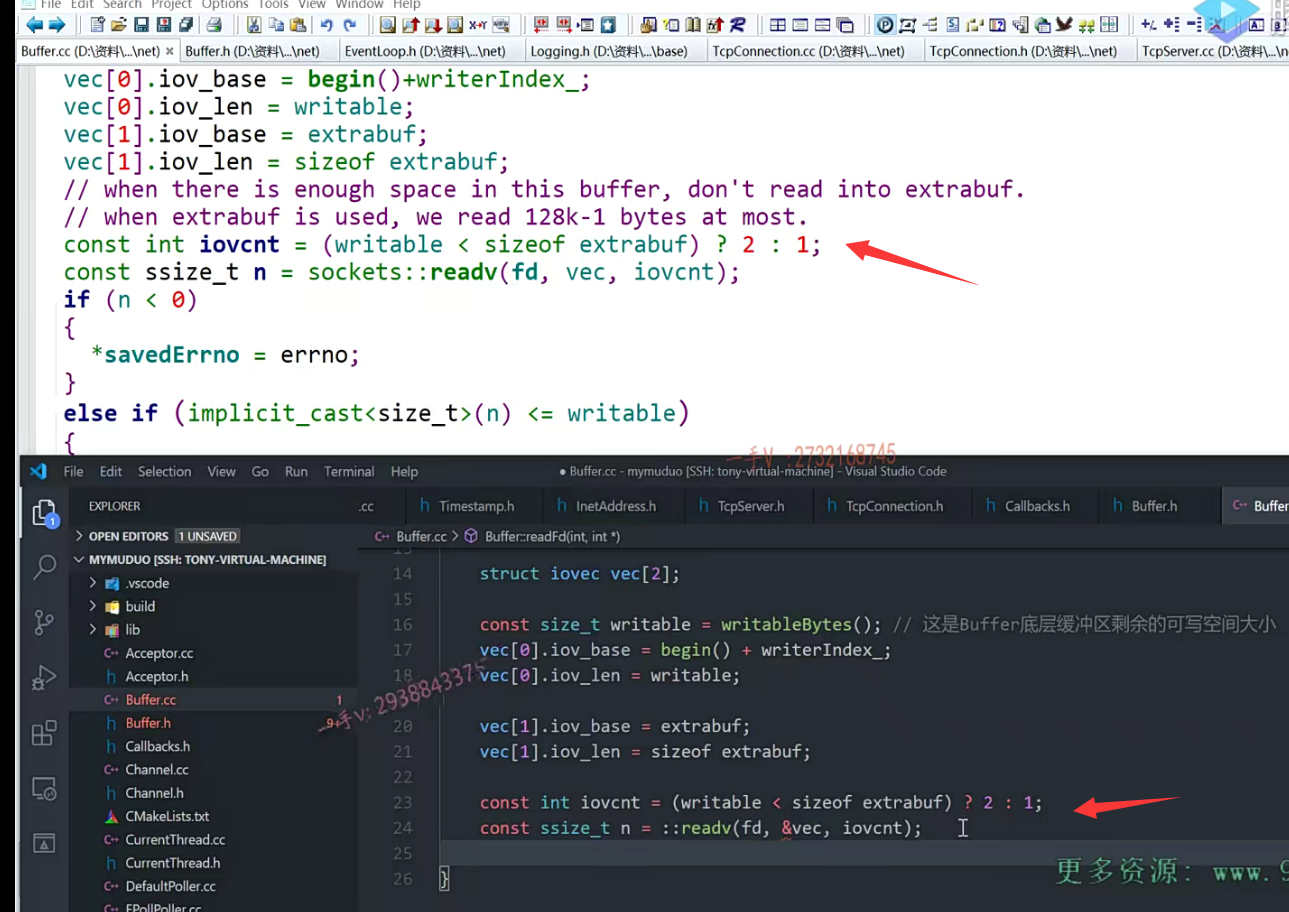 File Edit Search Project Options Tools View Window Help
Buffer.cc (D:\资料\...\net) × Buffer.h (D:\资料\...\net) EventLoop.h (D:\资料\...\net) Logging.h (D:\资料\...\base) TcpConnection.cc (D:\资料\...\net) TcpConnection.h (D:\资料\...\net) TcpServer.cc (D:\资料\...\n
vec[0].iov_base = begin()+writerIndex_;
vec[0].iov_len = writable;
vec[1].iov_base = extrabuf;
vec[1].iov_len = sizeof extrabuf;
// when there is enough space in this buffer, don't read into extrabuf.
// when extrabuf is used, we read 128k-1 bytes at most.
const int iovcnt = (writable < sizeof extrabuf) ? 2 : 1;
const ssize_t n = sockets::readv(fd, vec, iovcnt);
if (n < 0)
{
*savedErrno = errno;
}
else if (implicit_cast<size_t>(n) <= writable)
{
一手V :2732168745
File Edit Selection View Go Run Terminal Help ● Buffer.cc - mymuduo [SSH: tony-virtual-machine] - Visual Studio Code
EXPLORER .cc Timestamp.h InetAddress.h TcpServer.h TcpConnection.h Callbacks.h Buffer.h Buffer
OPEN EDITORS 1 UNSAVED
Buffer.cc > Buffer::readFd(int, int *)
MYMUDUO [SSH: TONY-VIRTUAL-MACHINE]
.vscode
build
lib
Acceptor.cc
Acceptor.h
Buffer.cc 1
Buffer.h 9+
Callbacks.h
Channel.cc
Channel.h
CMakeLists.txt
CurrentThread.cc
CurrentThread.h
DefaultPoller.cc
EPollPoller.cc
14 struct iovec vec[2];
15
16 const size_t writable = writableBytes(); // 这是Buffer底层缓冲区剩余的可写空间大小
17 vec[0].iov_base = begin() + writerIndex_;
18 vec[0].iov_len = writable;
20 vec[1].iov_base = extrabuf;
21 vec[1].iov_len = sizeof extrabuf;
22
23 const int iovcnt = (writable < sizeof extrabuf) ? 2 : 1;
24 const ssize_t n = ::readv(fd, &vec, iovcnt);
25
26 }
一手V: 2938843375
更多资源：www.9